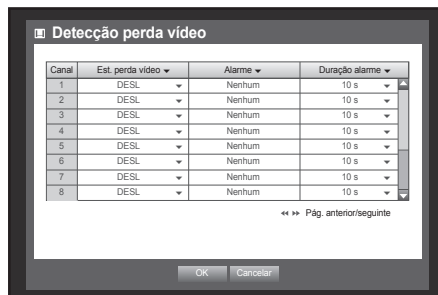 Detecção perda vídeo
Canal Est. perda vídeo Alarme Duração alarme
1 DESL Nenhum 10 s
2 DESL Nenhum 10 s
3 DESL Nenhum 10 s
4 DESL Nenhum 10 s
5 DESL Nenhum 10 s
6 DESL Nenhum 10 s
7 DESL Nenhum 10 s
8 DESL Nenhum 10 s
Pág. anterior/seguinte
OK Cancelar